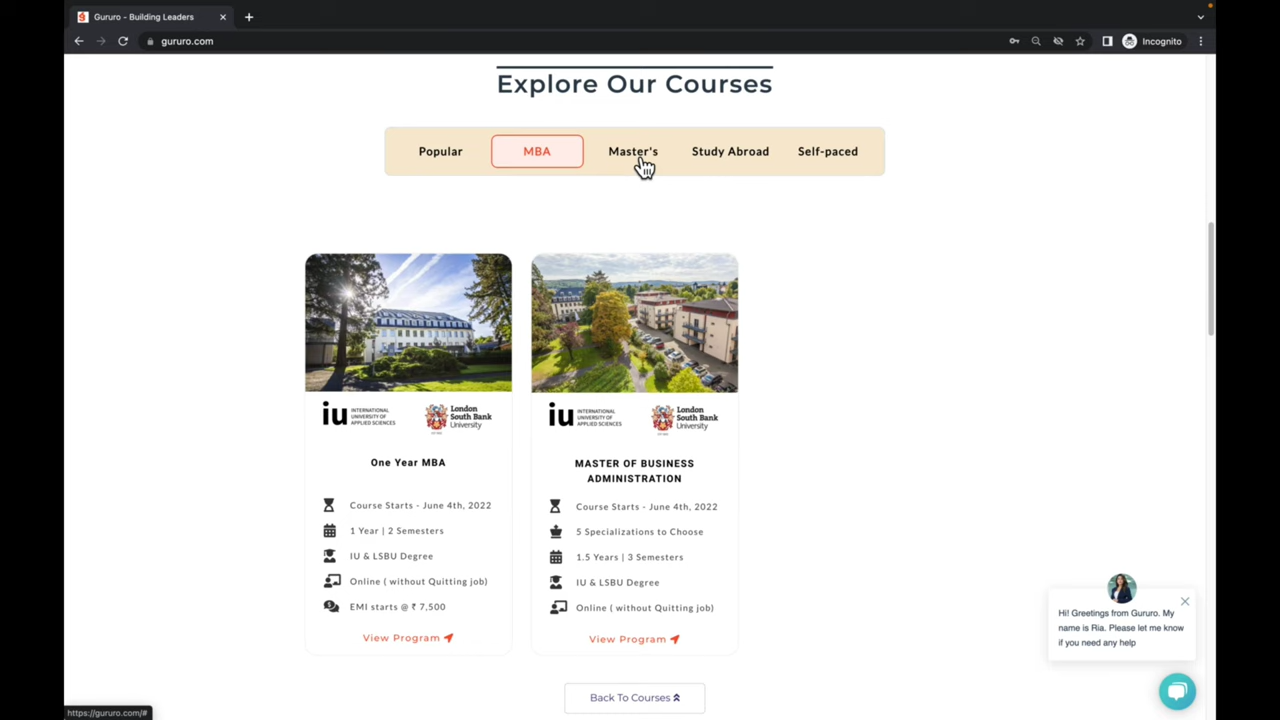 Gururo - Building Leaders
gururo.com
Incognito
Explore Our Courses
Popular
MBA
Master's
Study Abroad
Self-paced
iu INTERNATIONAL UNIVERSITY OF APPLIED SCIENCES
London South Bank University
One Year MBA
Course Starts - June 4th, 2022
1 Year | 2 Semesters
IU & LSBU Degree
Online ( without Quitting job)
EMI starts @ ₹ 7,500
View Program
iu INTERNATIONAL UNIVERSITY OF APPLIED SCIENCES
London South Bank University
MASTER OF BUSINESS
ADMINISTRATION
Course Starts - June 4th, 2022
5 Specializations to Choose
1.5 Years | 3 Semesters
IU & LSBU Degree
Online ( without Quitting job)
View Program
Back To Courses
Hi! Greetings from Gururo. My
name is Ria. Please let me know
if you need any help
https://gururo.com/#